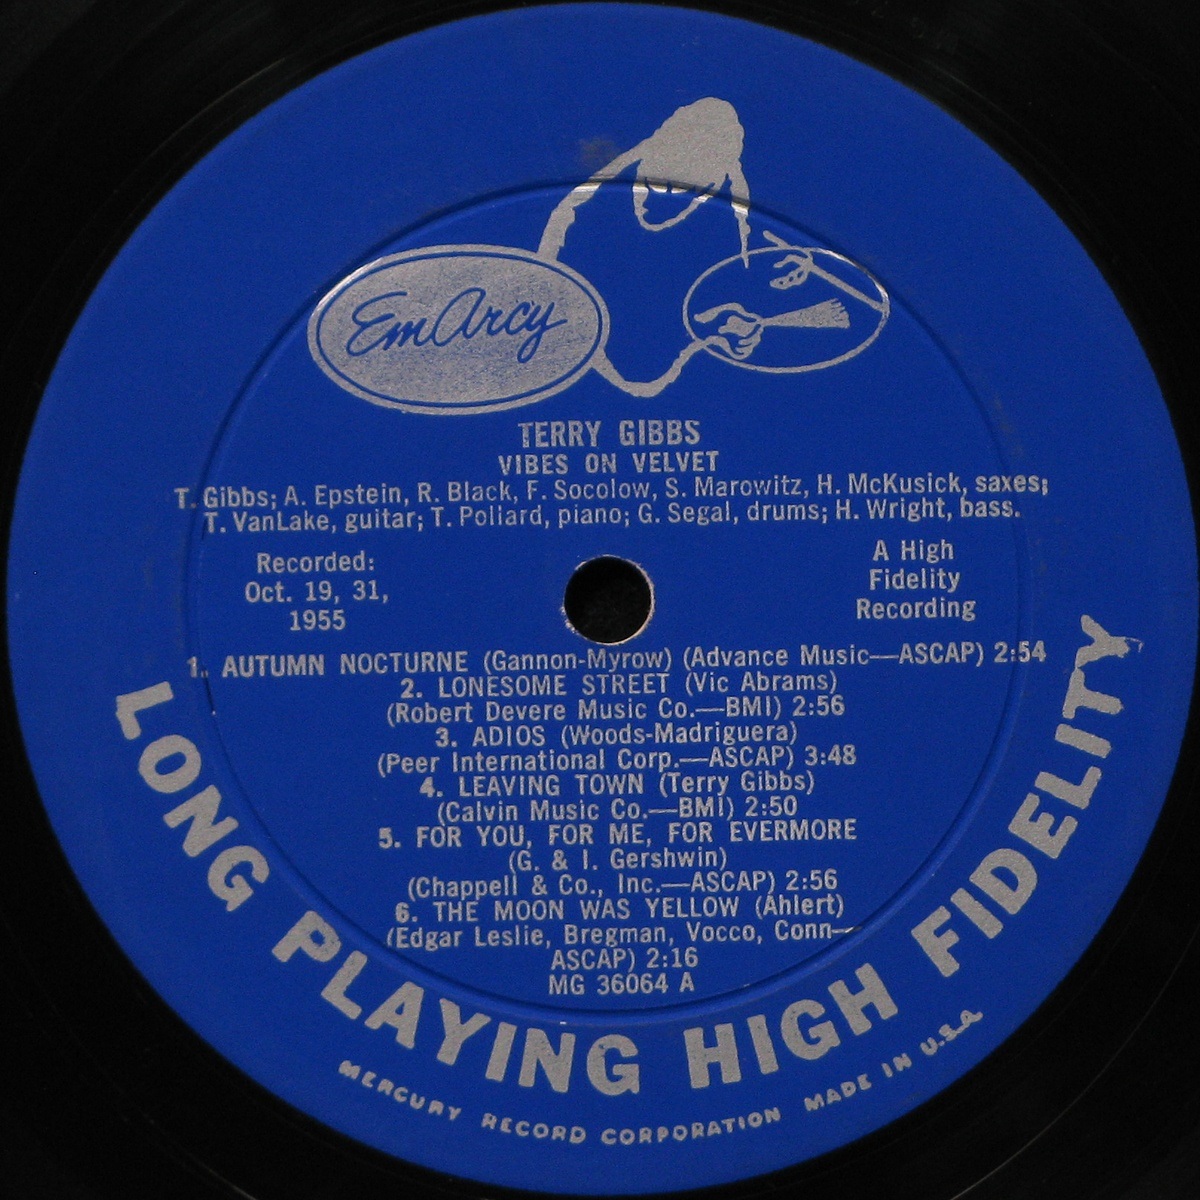 EmArcy
TERRY GIBBS
VIBES ON VELVET
T. Gibbs; A. Epstein, R. Black, F. Socolow, S. Marowitz, H. McKusick, saxes;
T. VanLake, guitar; T. Pollard, piano; G. Segal, drums; H. Wright, bass.
Recorded:
Oct. 19, 31,
1955
A High
Fidelity
Recording
1. AUTUMN NOCTURNE (Gannon-Myrow) (Advance Music—ASCAP) 2:54
2. LONESOME STREET (Vic Abrams)
(Robert Devere Music Co.—BMI) 2:56
3. ADIOS (Woods-Madriguera)
(Peer International Corp.—ASCAP) 3:48
4. LEAVING TOWN (Terry Gibbs)
(Calvin Music Co.—BMI) 2:50
5. FOR YOU, FOR ME, FOR EVERMORE
(G. & I. Gershwin)
(Chappell & Co., Inc.—ASCAP) 2:56
6. THE MOON WAS YELLOW (Ahlert)
(Edgar Leslie, Bregman, Vocco, Conn—
ASCAP) 2:16
MG 36064 A
LONG PLAYING HIGH FIDELITY
MERCURY RECORD CORPORATION MADE IN U.S.A.